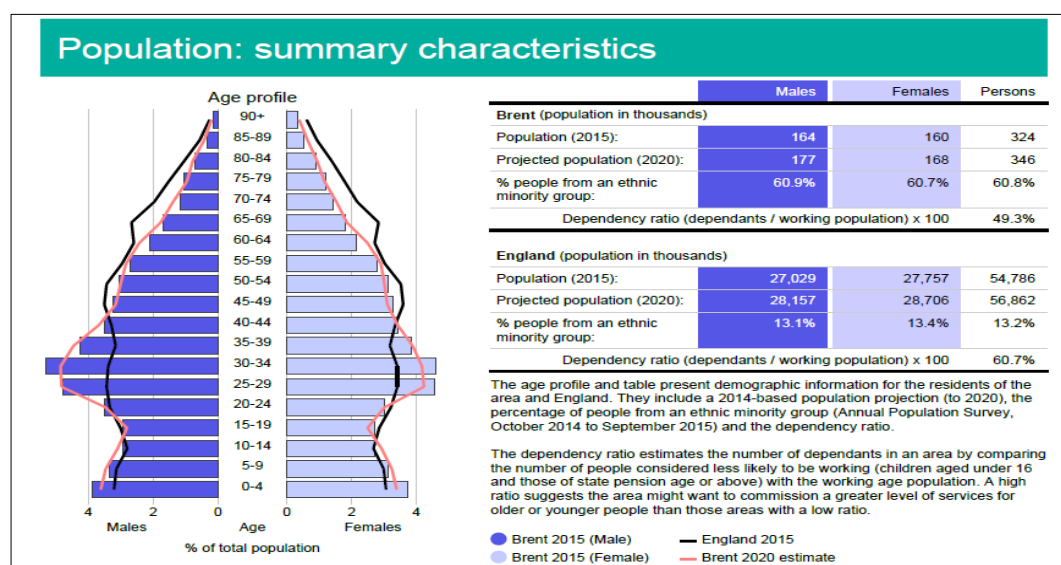 Population: summary characteristics
Age profile
90+
85-89
80-84
75-79
70-74
65-69
60-64
55-59
50-54
45-49
40-44
35-39
30-34
25-29
20-24
15-19
10-14
5-9
0-4
4 2 0 0 2 4
Males Age Females
% of total population
Males Females Persons
Brent (population in thousands)
Population (2015): 164 160 324
Projected population (2020): 177 168 346
% people from an ethnic
minority group: 60.9% 60.7% 60.8%
Dependency ratio (dependants / working population) x 100 49.3%
England (population in thousands)
Population (2015): 27,029 27,757 54,786
Projected population (2020): 28,157 28,706 56,862
% people from an ethnic
minority group: 13.1% 13.4% 13.2%
Dependency ratio (dependants / working population) x 100 60.7%
The age profile and table present demographic information for the residents of the
area and England. They include a 2014-based population projection (to 2020), the
percentage of people from an ethnic minority group (Annual Population Survey,
October 2014 to September 2015) and the dependency ratio.
The dependency ratio estimates the number of dependants in an area by comparing
the number of people considered less likely to be working (children aged under 16
and those of state pension age or above) with the working age population. A high
ratio suggests the area might want to commission a greater level of services for
older or younger people than those areas with a low ratio.
Brent 2015 (Male) England 2015
Brent 2015 (Female) Brent 2020 estimate